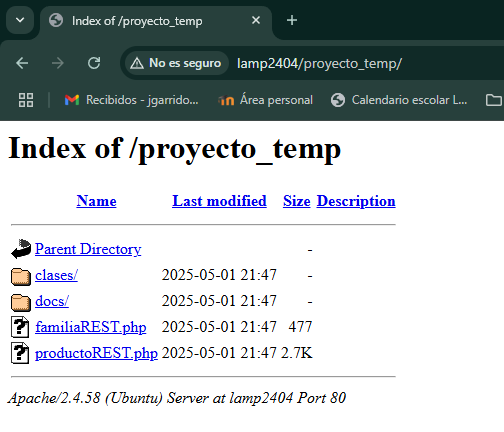 Index of /proyecto_temp
No es seguro lamp2404/proyecto_temp/
Recibidos - jgarrido... Área personal Calendario escolar L...
Index of /proyecto_temp
Name Last modified Size Description
Parent Directory -
clases/ 2025-05-01 21:47 -
docs/ 2025-05-01 21:47 -
familiaREST.php 2025-05-01 21:47 477
productoREST.php 2025-05-01 21:47 2.7K
Apache/2.4.58 (Ubuntu) Server at lamp2404 Port 80